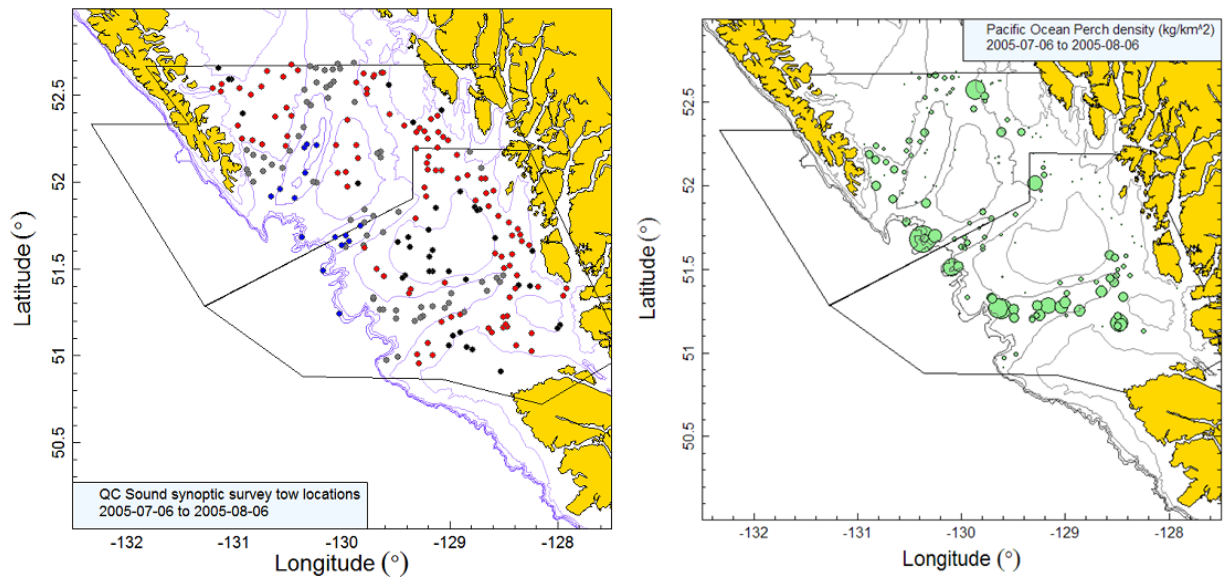 QC Sound synoptic survey tow locations
2005-07-06 to 2005-08-06
Latitude (°)
52.5
52
51.5
51
50.5
-132
-131
-130
-129
-128
Longitude (°)
Pacific Ocean Perch density (kg/km^2)
2005-07-06 to 2005-08-06
Latitude (°)
52.5
52
51.5
51
50.5
-132
-131
-130
-129
-128
Longitude (°)